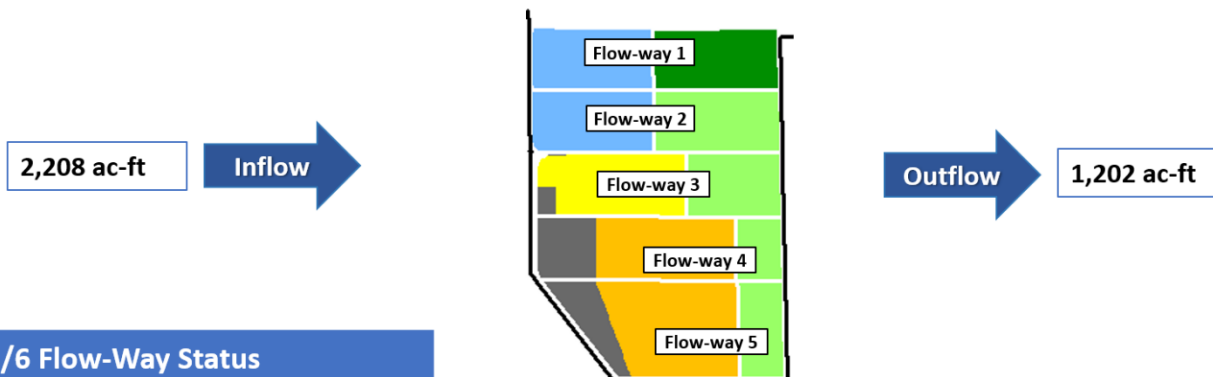 Flow-way 1
Flow-way 2
2,208 ac-ft
Inflow
Flow-way 3
Outflow
1,202 ac-ft
Flow-way 4
Flow-way 5
/6 Flow-Way Status